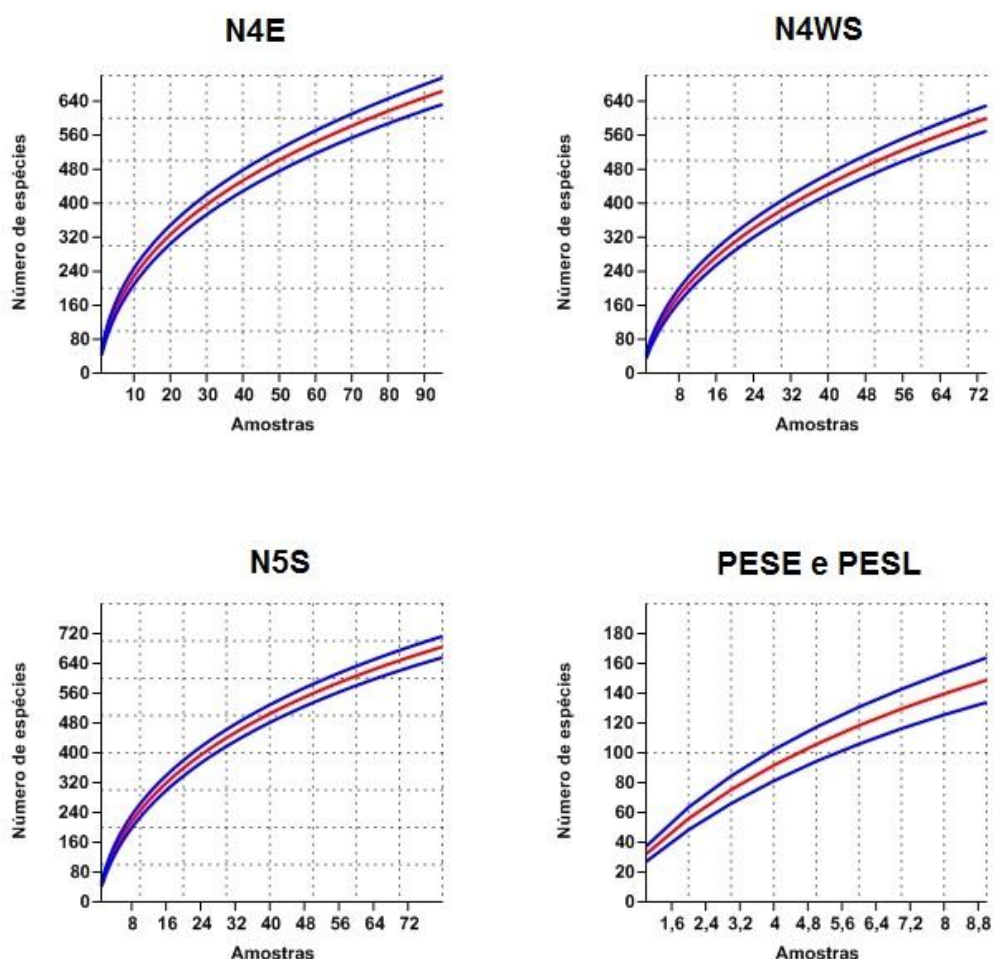 N4E
N4WS
Número de espécies
640
560
480
400
320
240
160
80
0
10 20 30 40 50 60 70 80 90
Amostras
Número de espécies
640
560
480
400
320
240
160
80
0
8 16 24 32 40 48 56 64 72
Amostras
N5S
PESE e PESL
Número de espécies
720
640
560
480
400
320
240
160
80
0
8 16 24 32 40 48 56 64 72
Amostras
Número de espécies
180
160
140
120
100
80
60
40
20
0
1,6 2,4 3,2 4 4,8 5,6 6,4 7,2 8 8,8
Amostras